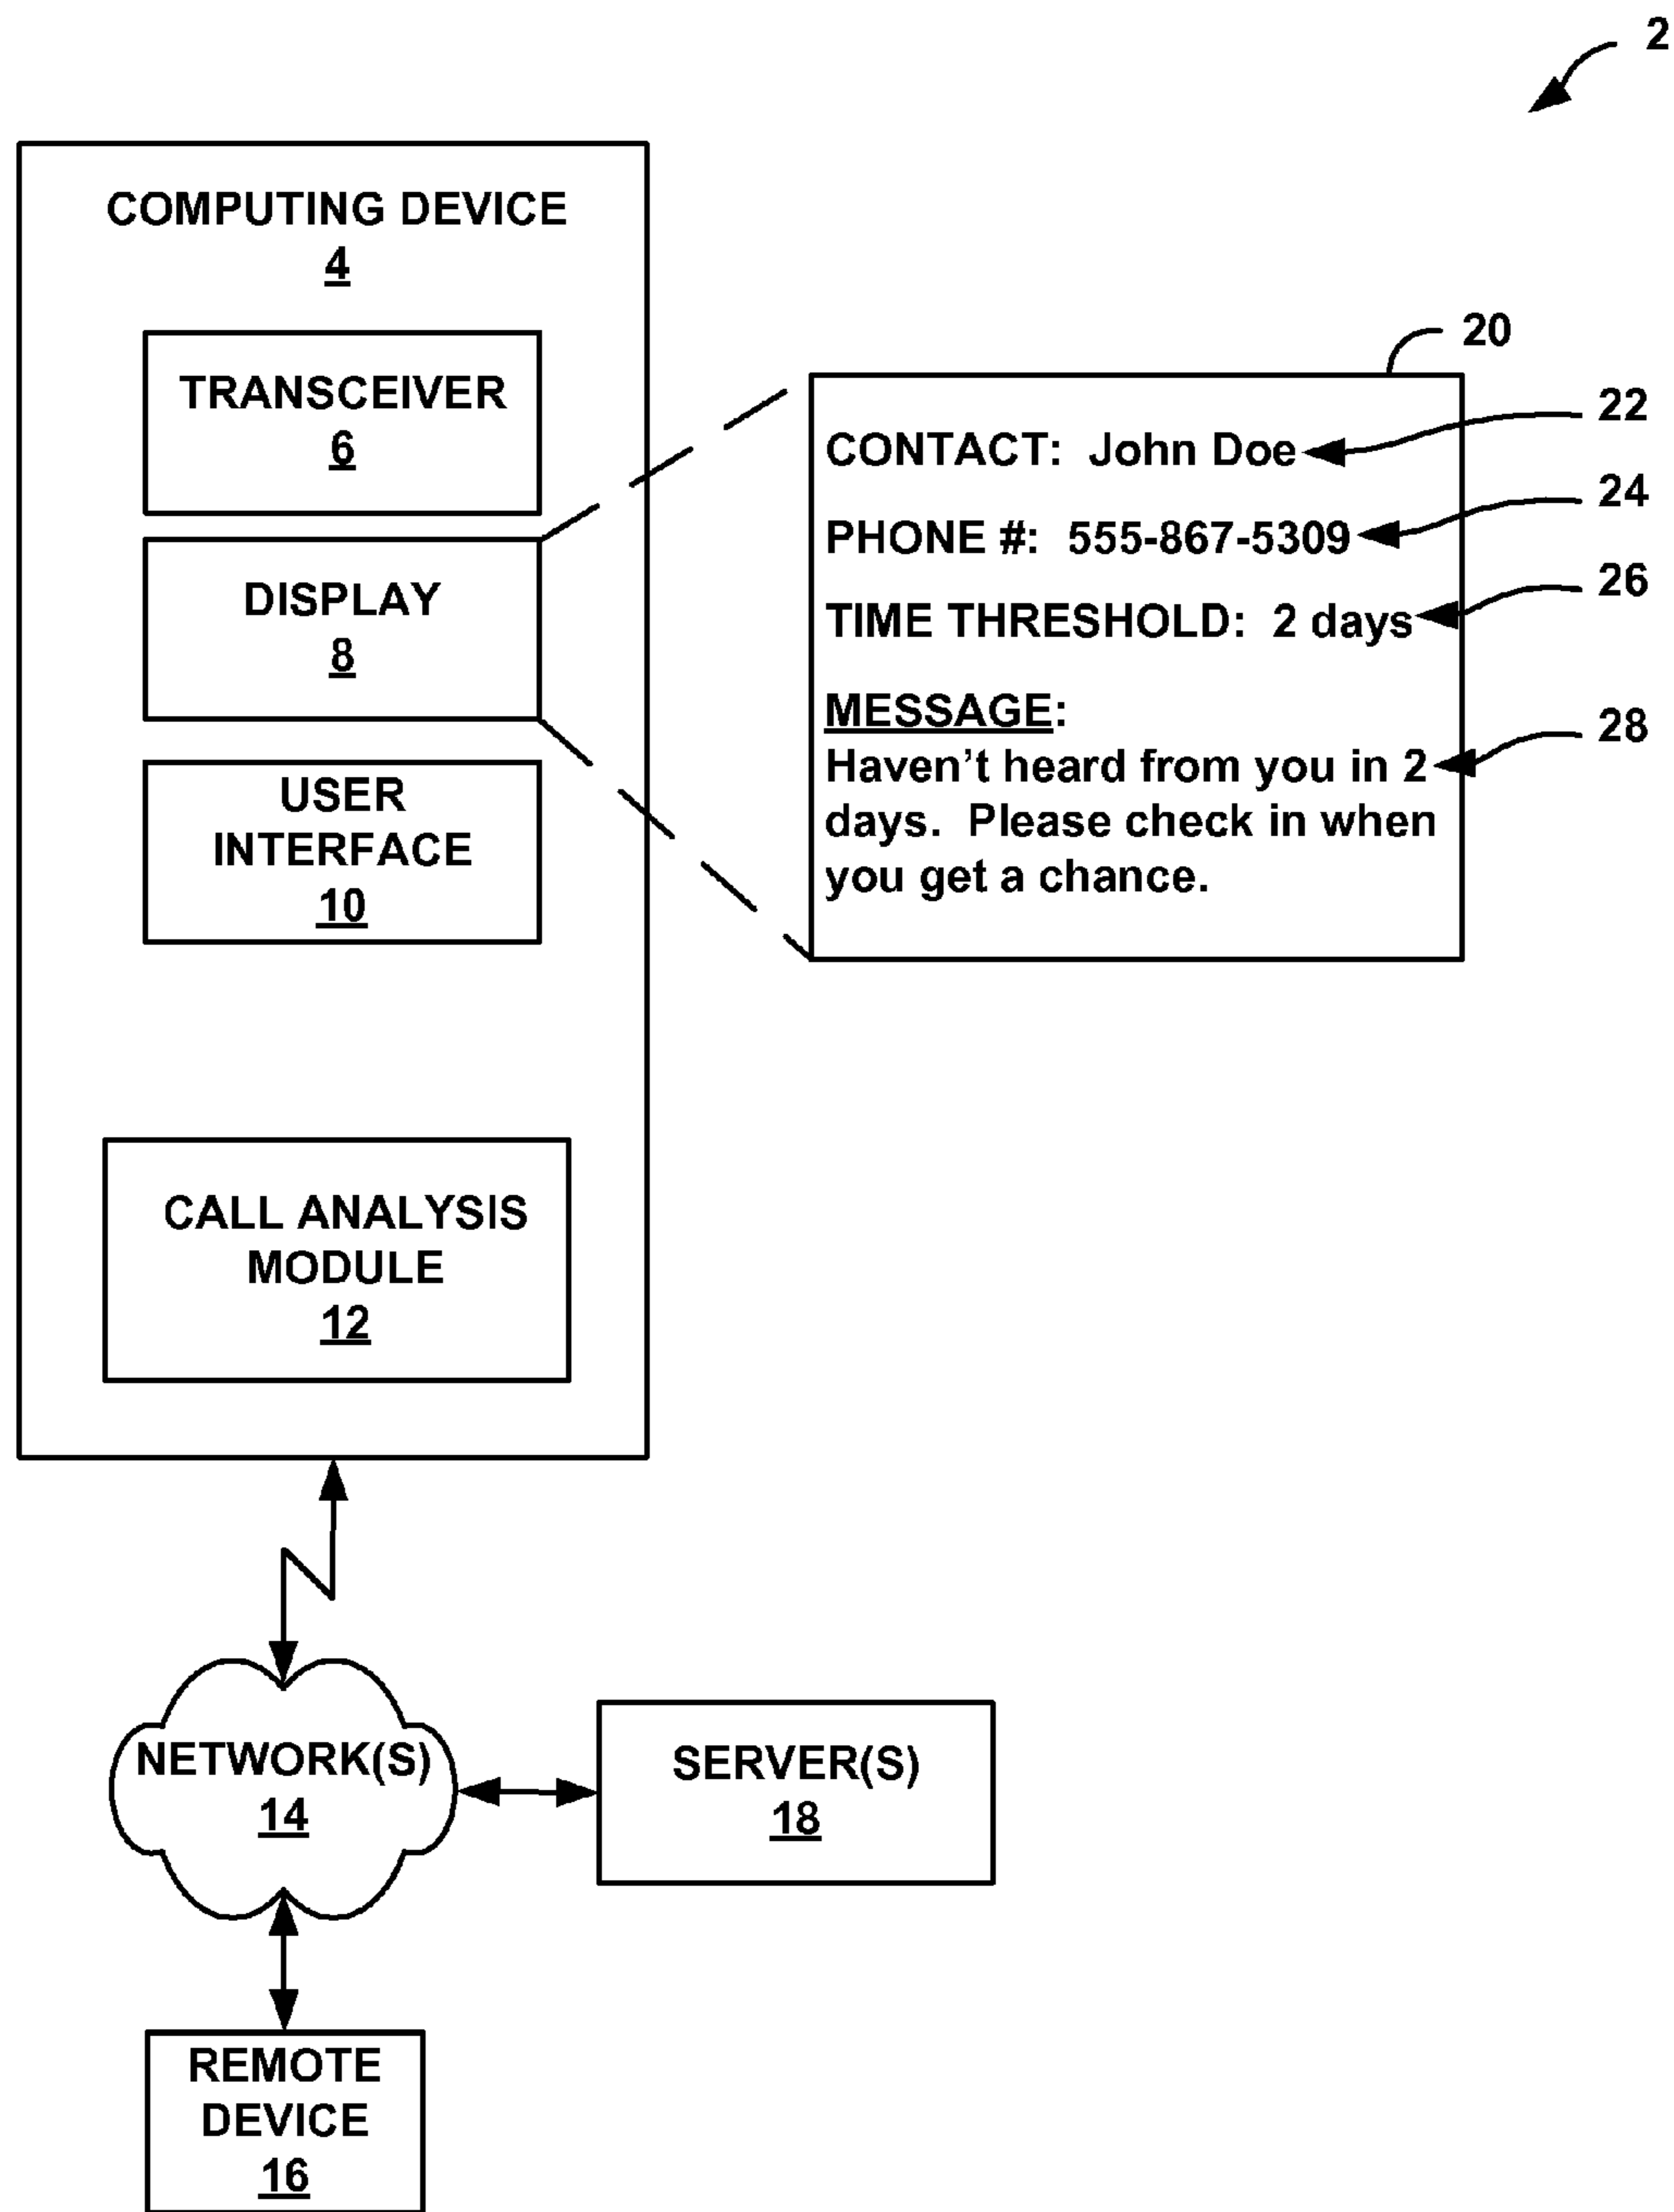 2
COMPUTING DEVICE
4
TRANSCEIVER
6
DISPLAY
8
USER
INTERFACE
10
CALL ANALYSIS
MODULE
12
20
CONTACT: John Doe
22
PHONE #: 555-867-5309
24
TIME THRESHOLD: 2 days
26
MESSAGE:
Haven’t heard from you in 2
days. Please check in when
you get a chance.
28
NETWORK(S)
14
SERVER(S)
18
REMOTE
DEVICE
16